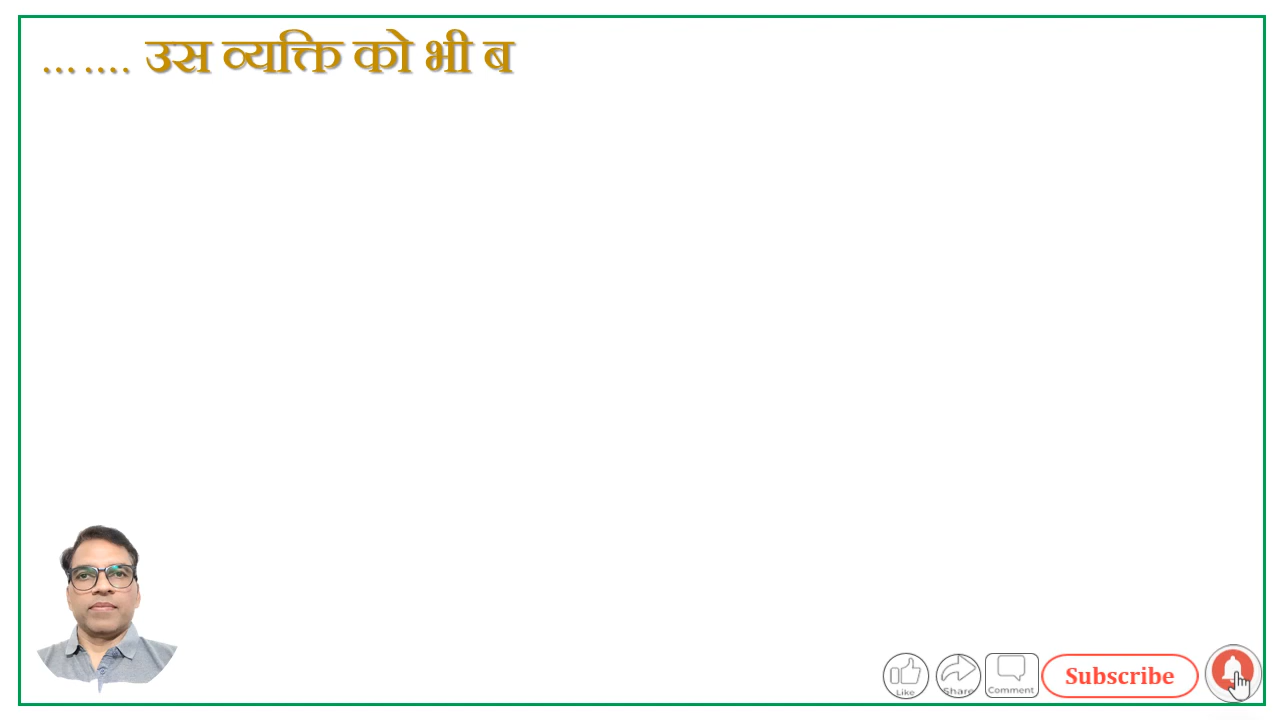 ....... उस व्यक्ति को भी ब
Like
Share
Comment
Subscribe